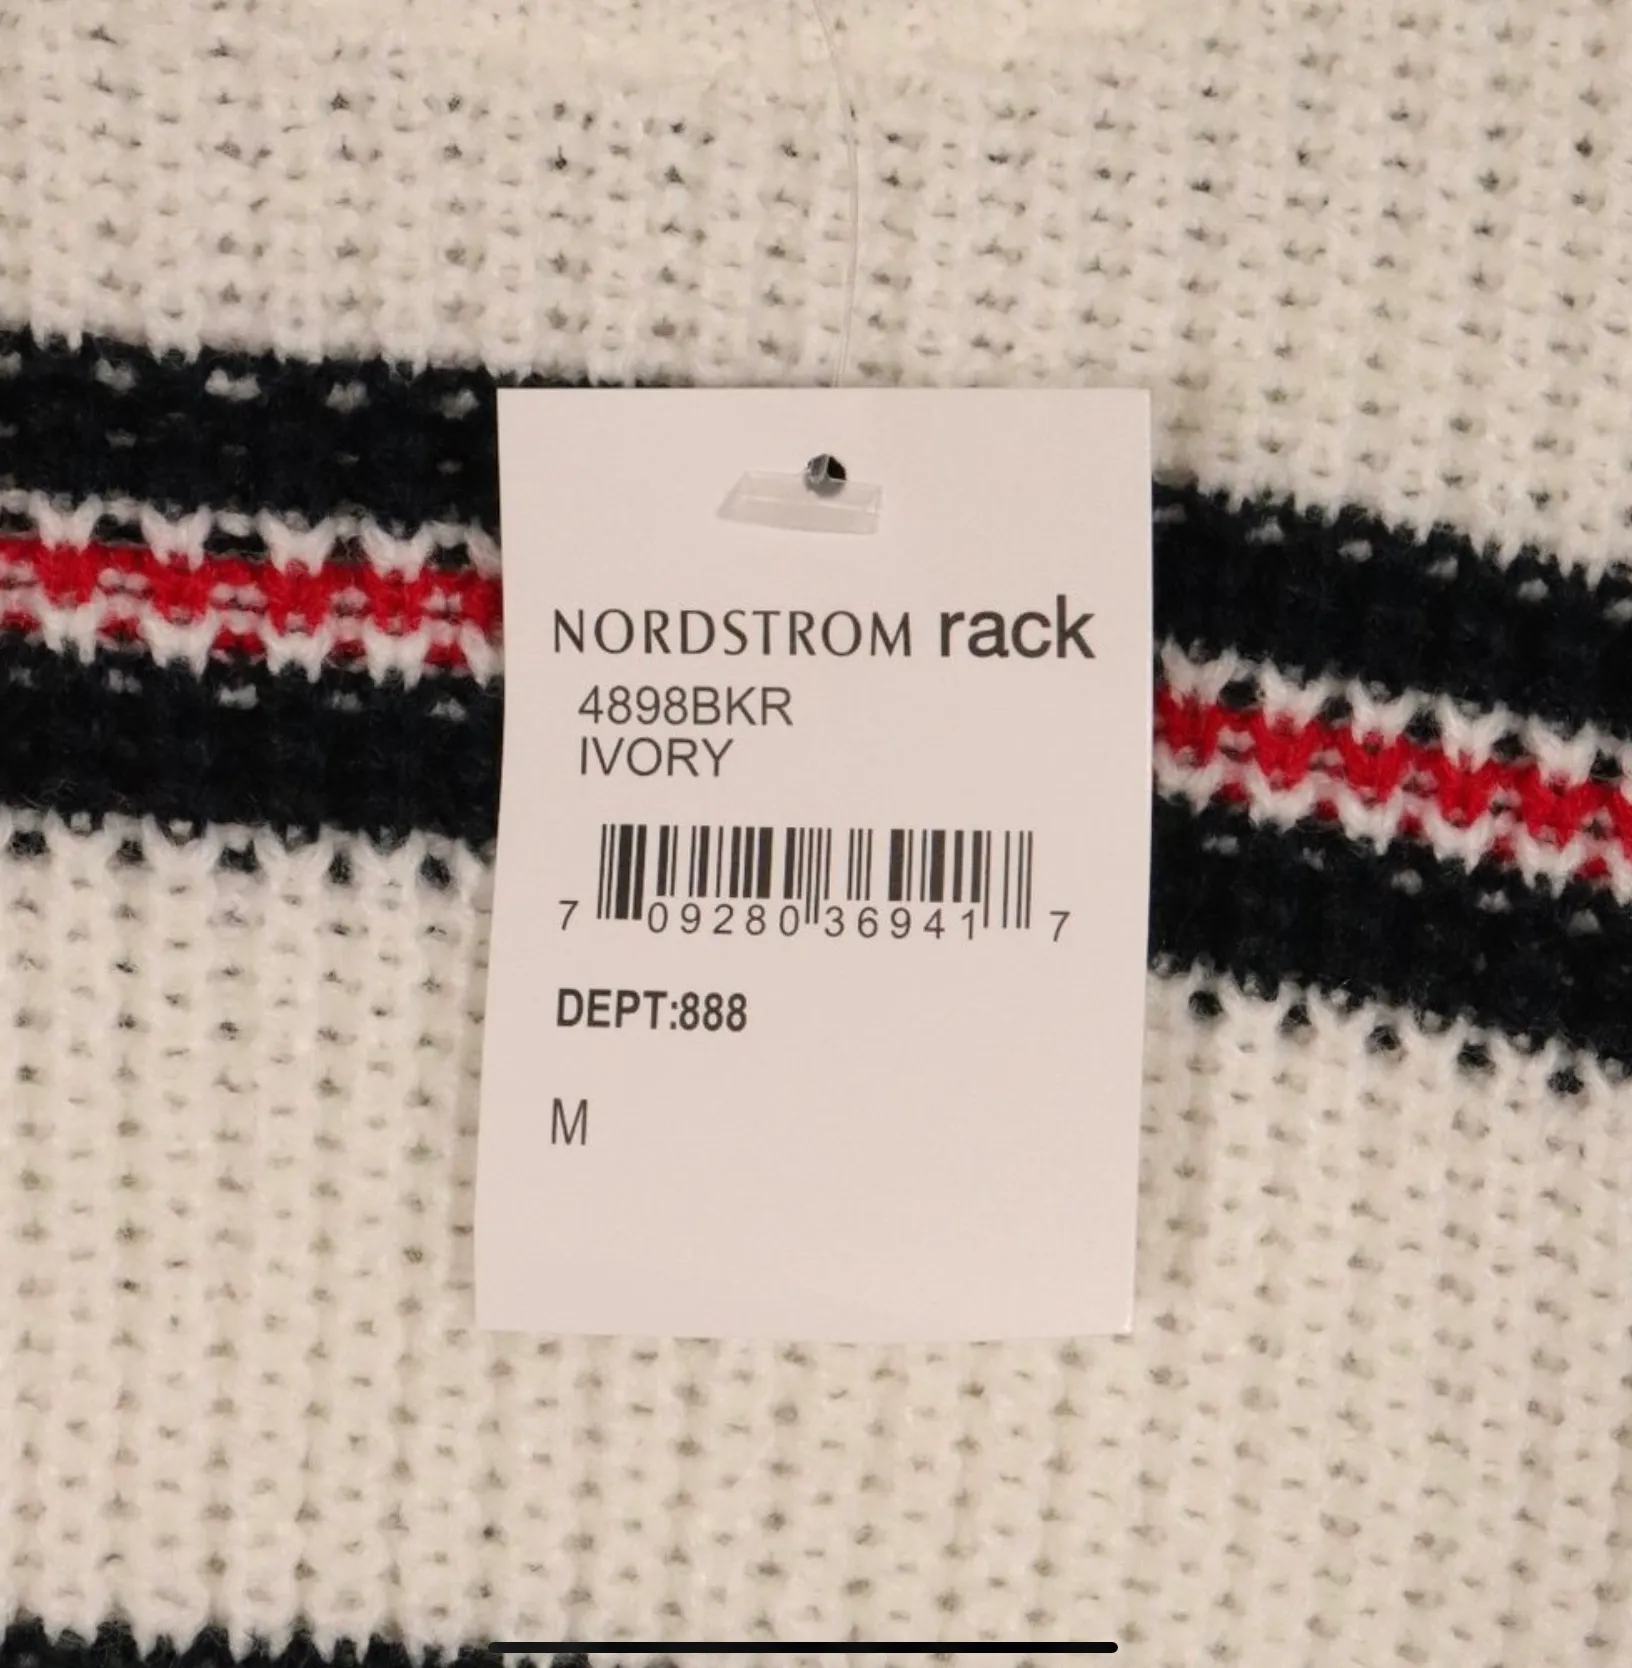 NORDSTROM rack
4898BKR
IVORY
7 09280 36941 7
DEPT:888
M